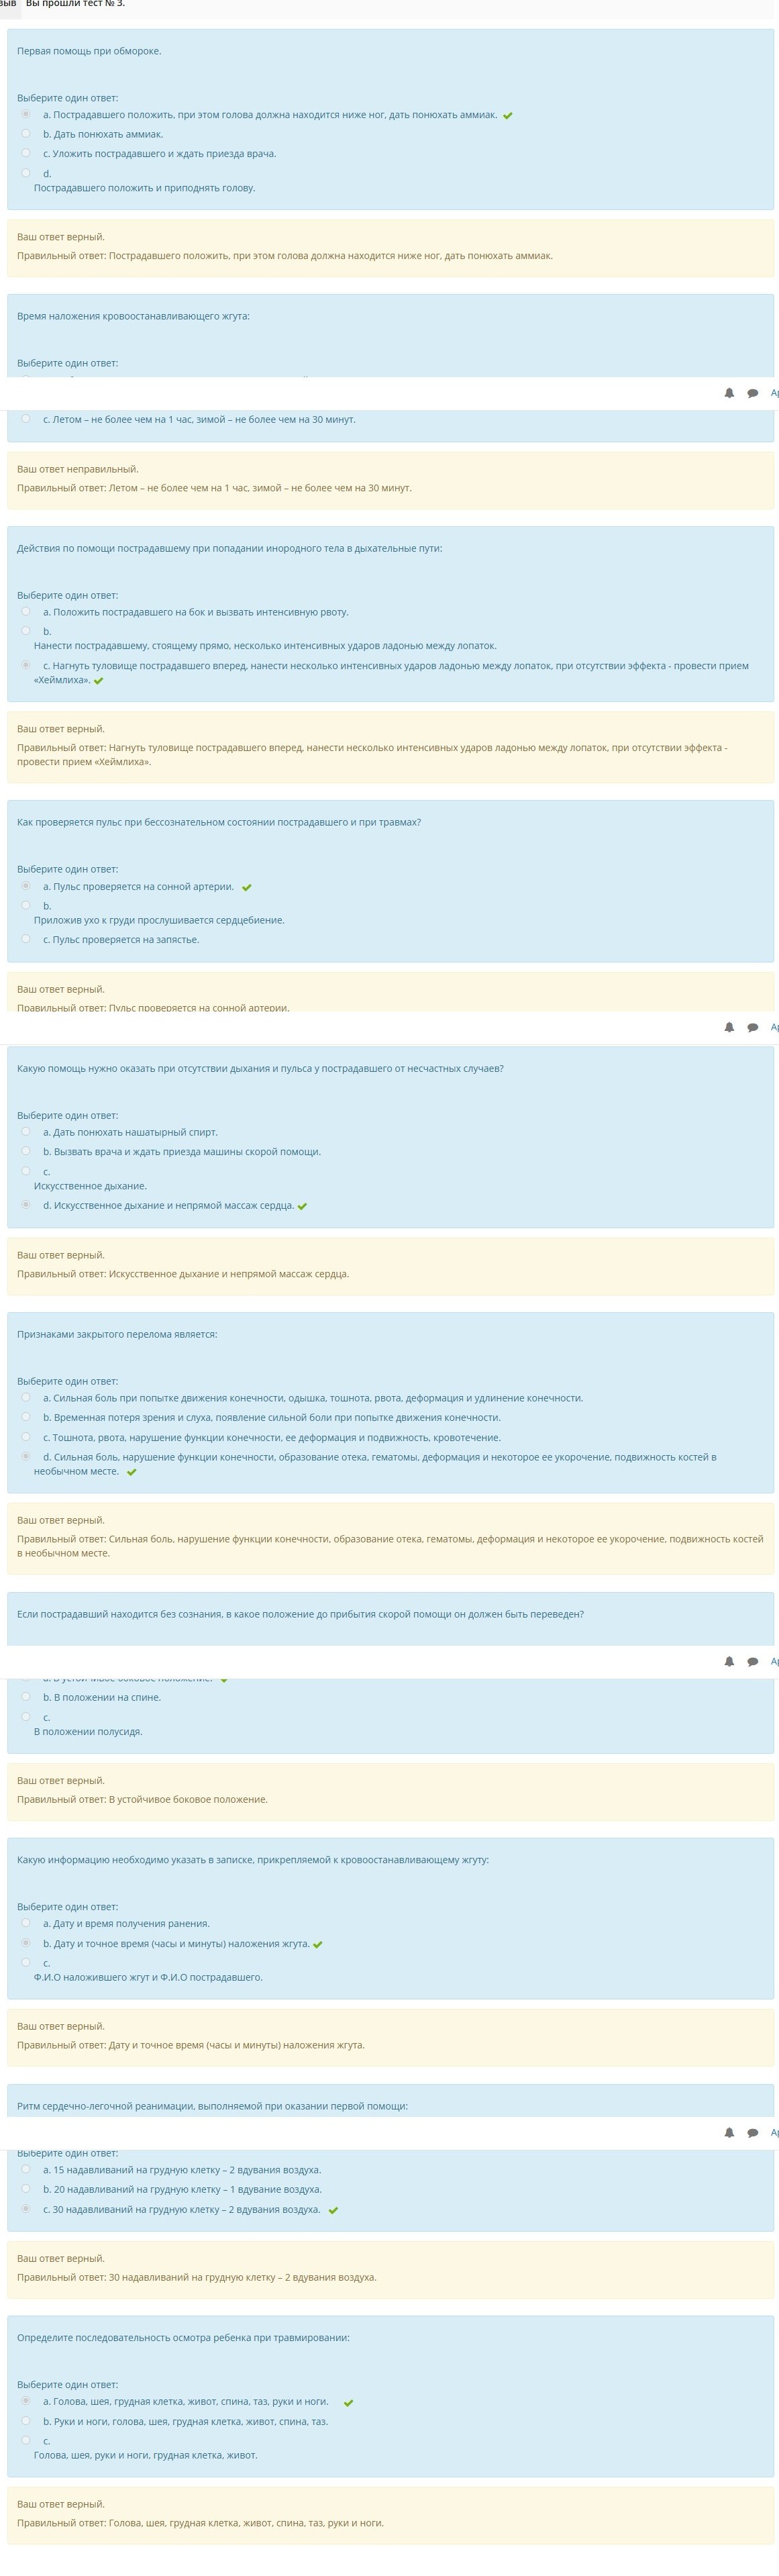 зыв Вы прошли тест № 3.
Первая помощь при обмороке.
Выберите один ответ:
a. Пострадавшего положить, при этом голова должна находится ниже ног, дать понюхать аммиак.
b. Дать понюхать аммиак.
c. Уложить пострадавшего и ждать приезда врача.
d.
Пострадавшего положить и приподнять голову.
Ваш ответ верный.
Правильный ответ: Пострадавшего положить, при этом голова должна находится ниже ног, дать понюхать аммиак.
Время наложения кровоостанавливающего жгута:
Выберите один ответ:
Ар
c. Летом – не более чем на 1 час, зимой – не более чем на 30 минут.
Ваш ответ неправильный.
Правильный ответ: Летом – не более чем на 1 час, зимой – не более чем на 30 минут.
Действия по помощи пострадавшему при попадании инородного тела в дыхательные пути:
Выберите один ответ:
a. Положить пострадавшего на бок и вызвать интенсивную рвоту.
b.
Нанести пострадавшему, стоящему прямо, несколько интенсивных ударов ладонью между лопаток.
c. Нагнуть туловище пострадавшего вперед, нанести несколько интенсивных ударов ладонью между лопаток, при отсутствии эффекта - провести прием
«Хеймлиха».
Ваш ответ верный.
Правильный ответ: Нагнуть туловище пострадавшего вперед, нанести несколько интенсивных ударов ладонью между лопаток, при отсутствии эффекта -
провести прием «Хеймлиха».
Как проверяется пульс при бессознательном состоянии пострадавшего и при травмах?
Выберите один ответ:
a. Пульс проверяется на сонной артерии.
b.
Приложив ухо к груди прослушивается сердцебиение.
c. Пульс проверяется на запястье.
Ваш ответ верный.
Правильный ответ: Пульс проверяется на сонной артерии.
Ар
Какую помощь нужно оказать при отсутствии дыхания и пульса у пострадавшего от несчастных случаев?
Выберите один ответ:
a. Дать понюхать нашатырный спирт.
b. Вызвать врача и ждать приезда машины скорой помощи.
c.
Искусственное дыхание.
d. Искусственное дыхание и непрямой массаж сердца.
Ваш ответ верный.
Правильный ответ: Искусственное дыхание и непрямой массаж сердца.
Признаками закрытого перелома является:
Выберите один ответ:
a. Сильная боль при попытке движения конечности, одышка, тошнота, рвота, деформация и удлинение конечности.
b. Временная потеря зрения и слуха, появление сильной боли при попытке движения конечности.
c. Тошнота, рвота, нарушение функции конечности, ее деформация и подвижность, кровотечение.
d. Сильная боль, нарушение функции конечности, образование отека, гематомы, деформация и некоторое ее укорочение, подвижность костей в
необычном месте.
Ваш ответ верный.
Правильный ответ: Сильная боль, нарушение функции конечности, образование отека, гематомы, деформация и некоторое ее укорочение, подвижность костей
в необычном месте.
Если пострадавший находится без сознания, в какое положение до прибытия скорой помощи он должен быть переведен?
Ар
a. В устойчивое боковое положение.
b. В положении на спине.
c.
В положении полусидя.
Ваш ответ верный.
Правильный ответ: В устойчивое боковое положение.
Какую информацию необходимо указать в записке, прикрепляемой к кровоостанавливающему жгуту:
Выберите один ответ:
a. Дату и время получения ранения.
b. Дату и точное время (часы и минуты) наложения жгута.
c.
Ф.И.О наложившего жгут и Ф.И.О пострадавшего.
Ваш ответ верный.
Правильный ответ: Дату и точное время (часы и минуты) наложения жгута.
Ритм сердечно-легочной реанимации, выполняемой при оказании первой помощи:
Ар
Выберите один ответ:
a. 15 надавливаний на грудную клетку – 2 вдувания воздуха.
b. 20 надавливаний на грудную клетку – 1 вдувание воздуха.
c. 30 надавливаний на грудную клетку – 2 вдувания воздуха.
Ваш ответ верный.
Правильный ответ: 30 надавливаний на грудную клетку – 2 вдувания воздуха.
Определите последовательность осмотра ребенка при травмировании:
Выберите один ответ:
a. Голова, шея, грудная клетка, живот, спина, таз, руки и ноги.
b. Руки и ноги, голова, шея, грудная клетка, живот, спина, таз.
c.
Голова, шея, руки и ноги, грудная клетка, живот.
Ваш ответ верный.
Правильный ответ: Голова, шея, грудная клетка, живот, спина, таз, руки и ноги.